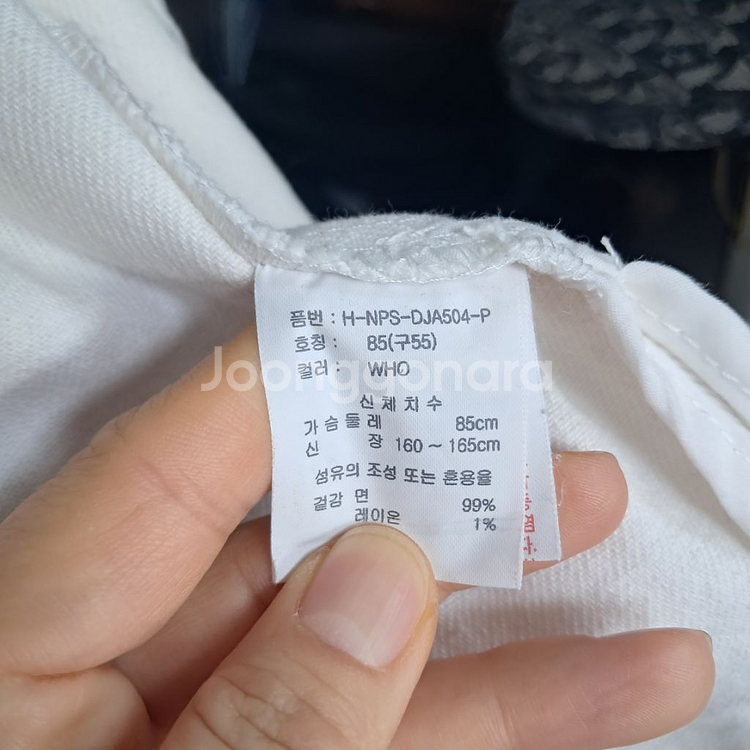 품번 : H-NPS-DJA504-P
호칭 : 85(구55)
컬러 : WHO
Joonggonara
신체치수
가슴둘레 85cm
신 장 160 ~ 165cm
섬유의 조성 또는 혼용율
겉감 면 99%
레이온 1%